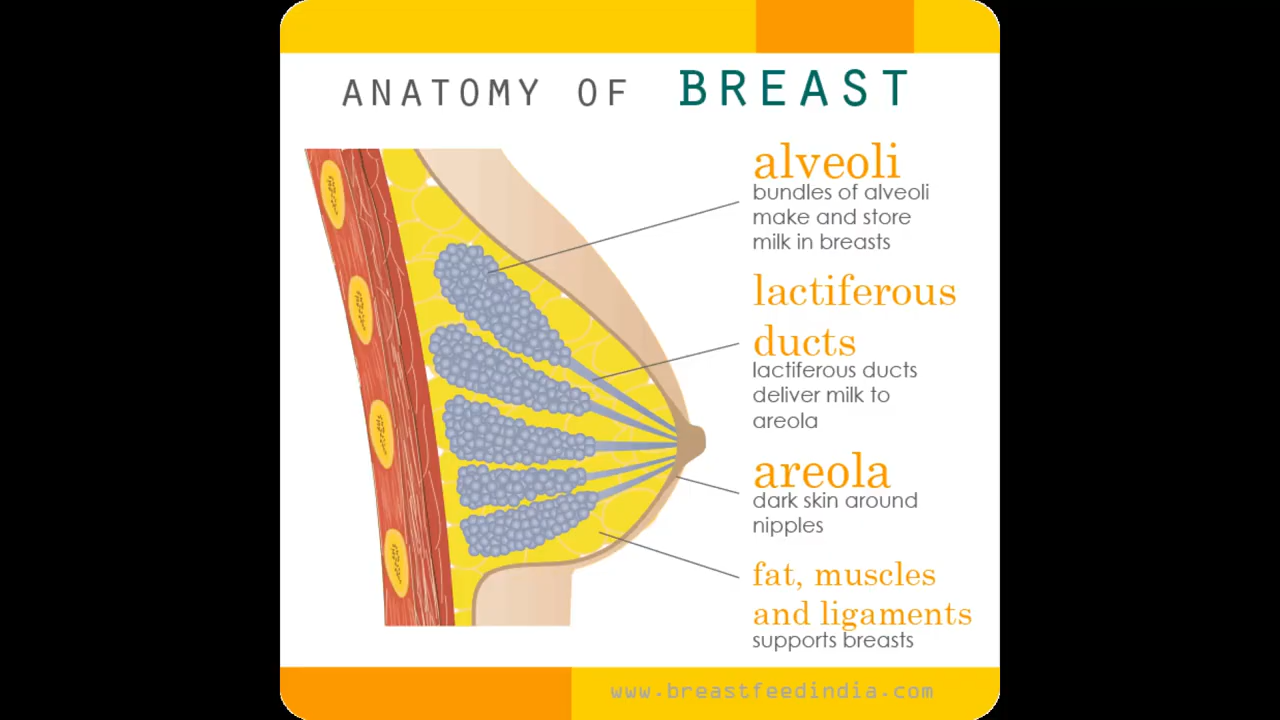 ANATOMY OF BREAST
alveoli
bundles of alveoli
make and store
milk in breasts
lactiferous
ducts
lactiferous ducts
deliver milk to
areola
areola
dark skin around
nipples
fat, muscles
and ligaments
supports breasts
www.breastfeedindia.com